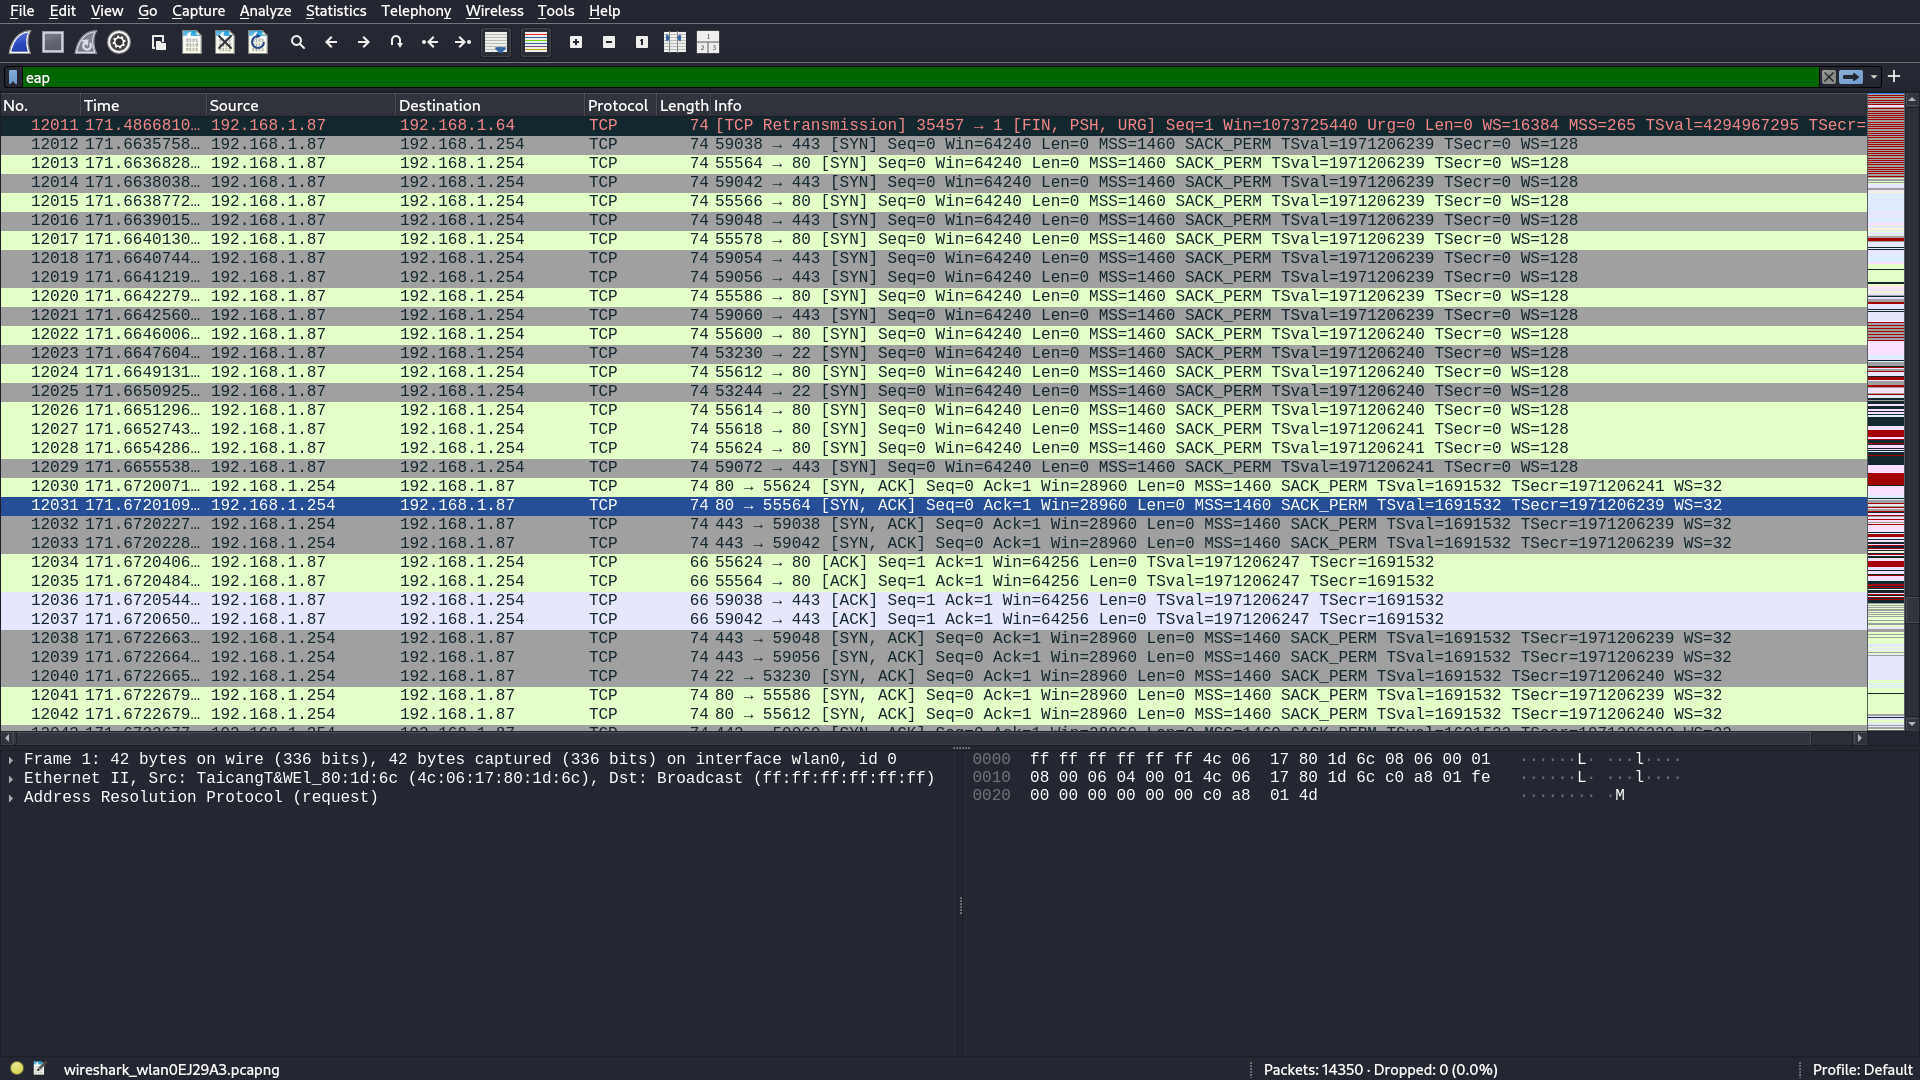 File Edit View Go Capture Analyze Statistics Telephony Wireless Tools Help
eap
No. Time Source Destination Protocol Length Info
12011 171.4866810… 192.168.1.87 192.168.1.64 TCP 74 [TCP Retransmission] 35457 → 1 [FIN, PSH, URG] Seq=1 Win=1073725440 Urg=0 Len=0 WS=16384 MSS=265 TSval=4294967295 TSecr=
12012 171.6635758… 192.168.1.87 192.168.1.254 TCP 74 59038 → 443 [SYN] Seq=0 Win=64240 Len=0 MSS=1460 SACK_PERM TSval=1971206239 TSecr=0 WS=128
12013 171.6636828… 192.168.1.87 192.168.1.254 TCP 74 55564 → 80 [SYN] Seq=0 Win=64240 Len=0 MSS=1460 SACK_PERM TSval=1971206239 TSecr=0 WS=128
12014 171.6638038… 192.168.1.87 192.168.1.254 TCP 74 59042 → 443 [SYN] Seq=0 Win=64240 Len=0 MSS=1460 SACK_PERM TSval=1971206239 TSecr=0 WS=128
12015 171.6638772… 192.168.1.87 192.168.1.254 TCP 74 55566 → 80 [SYN] Seq=0 Win=64240 Len=0 MSS=1460 SACK_PERM TSval=1971206239 TSecr=0 WS=128
12016 171.6639015… 192.168.1.87 192.168.1.254 TCP 74 59048 → 443 [SYN] Seq=0 Win=64240 Len=0 MSS=1460 SACK_PERM TSval=1971206239 TSecr=0 WS=128
12017 171.6640130… 192.168.1.87 192.168.1.254 TCP 74 55578 → 80 [SYN] Seq=0 Win=64240 Len=0 MSS=1460 SACK_PERM TSval=1971206239 TSecr=0 WS=128
12018 171.6640744… 192.168.1.87 192.168.1.254 TCP 74 59054 → 443 [SYN] Seq=0 Win=64240 Len=0 MSS=1460 SACK_PERM TSval=1971206239 TSecr=0 WS=128
12019 171.6641219… 192.168.1.87 192.168.1.254 TCP 74 59056 → 443 [SYN] Seq=0 Win=64240 Len=0 MSS=1460 SACK_PERM TSval=1971206239 TSecr=0 WS=128
12020 171.6642279… 192.168.1.87 192.168.1.254 TCP 74 55586 → 80 [SYN] Seq=0 Win=64240 Len=0 MSS=1460 SACK_PERM TSval=1971206239 TSecr=0 WS=128
12021 171.6642560… 192.168.1.87 192.168.1.254 TCP 74 59060 → 443 [SYN] Seq=0 Win=64240 Len=0 MSS=1460 SACK_PERM TSval=1971206239 TSecr=0 WS=128
12022 171.6646006… 192.168.1.87 192.168.1.254 TCP 74 55600 → 80 [SYN] Seq=0 Win=64240 Len=0 MSS=1460 SACK_PERM TSval=1971206240 TSecr=0 WS=128
12023 171.6647604… 192.168.1.87 192.168.1.254 TCP 74 53230 → 22 [SYN] Seq=0 Win=64240 Len=0 MSS=1460 SACK_PERM TSval=1971206240 TSecr=0 WS=128
12024 171.6649131… 192.168.1.87 192.168.1.254 TCP 74 55612 → 80 [SYN] Seq=0 Win=64240 Len=0 MSS=1460 SACK_PERM TSval=1971206240 TSecr=0 WS=128
12025 171.6650925… 192.168.1.87 192.168.1.254 TCP 74 53244 → 22 [SYN] Seq=0 Win=64240 Len=0 MSS=1460 SACK_PERM TSval=1971206240 TSecr=0 WS=128
12026 171.6651296… 192.168.1.87 192.168.1.254 TCP 74 55614 → 80 [SYN] Seq=0 Win=64240 Len=0 MSS=1460 SACK_PERM TSval=1971206240 TSecr=0 WS=128
12027 171.6652743… 192.168.1.87 192.168.1.254 TCP 74 55618 → 80 [SYN] Seq=0 Win=64240 Len=0 MSS=1460 SACK_PERM TSval=1971206241 TSecr=0 WS=128
12028 171.6654286… 192.168.1.87 192.168.1.254 TCP 74 55624 → 80 [SYN] Seq=0 Win=64240 Len=0 MSS=1460 SACK_PERM TSval=1971206241 TSecr=0 WS=128
12029 171.6655538… 192.168.1.87 192.168.1.254 TCP 74 59072 → 443 [SYN] Seq=0 Win=64240 Len=0 MSS=1460 SACK_PERM TSval=1971206241 TSecr=0 WS=128
12030 171.6720071… 192.168.1.254 192.168.1.87 TCP 74 80 → 55624 [SYN, ACK] Seq=0 Ack=1 Win=28960 Len=0 MSS=1460 SACK_PERM TSval=1691532 TSecr=1971206241 WS=32
12031 171.6720109… 192.168.1.254 192.168.1.87 TCP 74 80 → 55564 [SYN, ACK] Seq=0 Ack=1 Win=28960 Len=0 MSS=1460 SACK_PERM TSval=1691532 TSecr=1971206239 WS=32
12032 171.6720227… 192.168.1.254 192.168.1.87 TCP 74 443 → 59038 [SYN, ACK] Seq=0 Ack=1 Win=28960 Len=0 MSS=1460 SACK_PERM TSval=1691532 TSecr=1971206239 WS=32
12033 171.6720228… 192.168.1.254 192.168.1.87 TCP 74 443 → 59042 [SYN, ACK] Seq=0 Ack=1 Win=28960 Len=0 MSS=1460 SACK_PERM TSval=1691532 TSecr=1971206239 WS=32
12034 171.6720406… 192.168.1.87 192.168.1.254 TCP 66 55624 → 80 [ACK] Seq=1 Ack=1 Win=64256 Len=0 TSval=1971206247 TSecr=1691532
12035 171.6720484… 192.168.1.87 192.168.1.254 TCP 66 55564 → 80 [ACK] Seq=1 Ack=1 Win=64256 Len=0 TSval=1971206247 TSecr=1691532
12036 171.6720544… 192.168.1.87 192.168.1.254 TCP 66 59038 → 443 [ACK] Seq=1 Ack=1 Win=64256 Len=0 TSval=1971206247 TSecr=1691532
12037 171.6720650… 192.168.1.87 192.168.1.254 TCP 66 59042 → 443 [ACK] Seq=1 Ack=1 Win=64256 Len=0 TSval=1971206247 TSecr=1691532
12038 171.6722663… 192.168.1.254 192.168.1.87 TCP 74 443 → 59048 [SYN, ACK] Seq=0 Ack=1 Win=28960 Len=0 MSS=1460 SACK_PERM TSval=1691532 TSecr=1971206239 WS=32
12039 171.6722664… 192.168.1.254 192.168.1.87 TCP 74 443 → 59056 [SYN, ACK] Seq=0 Ack=1 Win=28960 Len=0 MSS=1460 SACK_PERM TSval=1691532 TSecr=1971206239 WS=32
12040 171.6722665… 192.168.1.254 192.168.1.87 TCP 74 22 → 53230 [SYN, ACK] Seq=0 Ack=1 Win=28960 Len=0 MSS=1460 SACK_PERM TSval=1691532 TSecr=1971206240 WS=32
12041 171.6722679… 192.168.1.254 192.168.1.87 TCP 74 80 → 55586 [SYN, ACK] Seq=0 Ack=1 Win=28960 Len=0 MSS=1460 SACK_PERM TSval=1691532 TSecr=1971206239 WS=32
12042 171.6722679… 192.168.1.254 192.168.1.87 TCP 74 80 → 55612 [SYN, ACK] Seq=0 Ack=1 Win=28960 Len=0 MSS=1460 SACK_PERM TSval=1691532 TSecr=1971206240 WS=32
Frame 1: 42 bytes on wire (336 bits), 42 bytes captured (336 bits) on interface wlan0, id 0
Ethernet II, Src: TaicangT&WEl_80:1d:6c (4c:06:17:80:1d:6c), Dst: Broadcast (ff:ff:ff:ff:ff:ff)
Address Resolution Protocol (request)
0000 ff ff ff ff ff ff 4c 06 17 80 1d 6c 08 06 00 01 ······L· ···l····
0010 08 00 06 04 00 01 4c 06 17 80 1d 6c c0 a8 01 fe ······L· ···l····
0020 00 00 00 00 00 00 c0 a8 01 4d ········ ·M
wireshark_wlan0EJ29A3.pcapng
Packets: 14350 · Dropped: 0 (0.0%)
Profile: Default